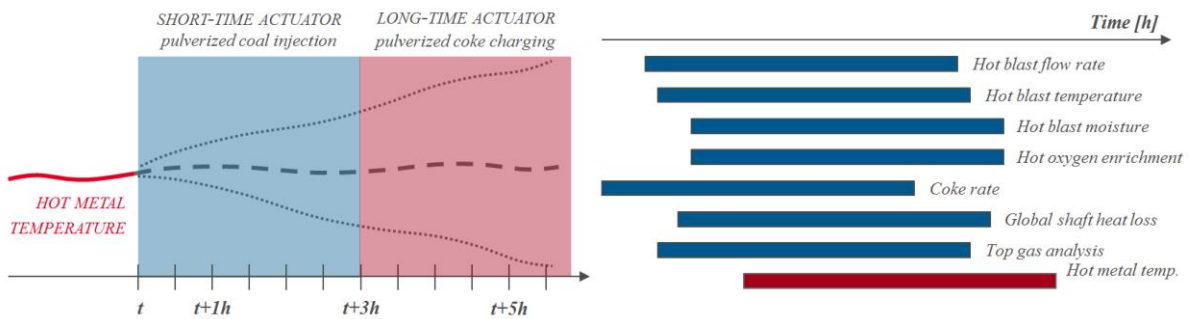 SHORT-TIME ACTUATOR
pulverized coal injection
LONG-TIME ACTUATOR
pulverized coke charging
HOT METAL
TEMPERATURE
t
t+1h
t+3h
t+5h
Time [h]
Hot blast flow rate
Hot blast temperature
Hot blast moisture
Hot oxygen enrichment
Coke rate
Global shaft heat loss
Top gas analysis
Hot metal temp.